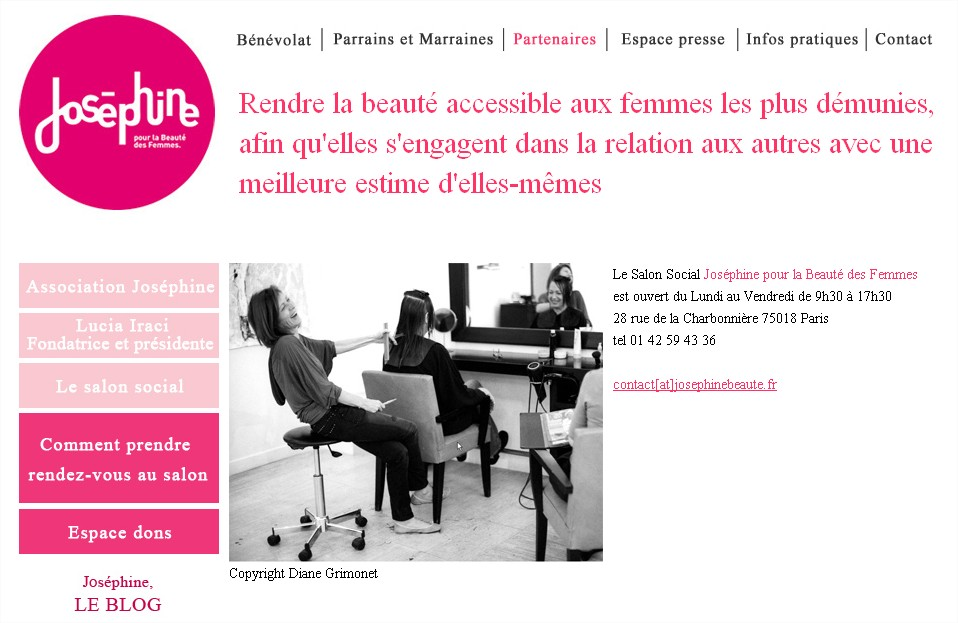 Joséphine
pour la Beauté
des Femmes.
Bénévolat | Parrains et Marraines | Partenaires | Espace presse | Infos pratiques | Contact
Rendre la beauté accessible aux femmes les plus démunies,
afin qu'elles s'engagent dans la relation aux autres avec une
meilleure estime d'elles-mêmes
Association Joséphine
Lucia Iraci
Fondatrice et présidente
Le salon social
Comment prendre
rendez-vous au salon
Espace dons
Joséphine,
LE BLOG
Copyright Diane Grimonet
Le Salon Social Joséphine pour la Beauté des Femmes
est ouvert du Lundi au Vendredi de 9h30 à 17h30
28 rue de la Charbonnière 75018 Paris
tel 01 42 59 43 36
contact[at]josephinebeaute.fr